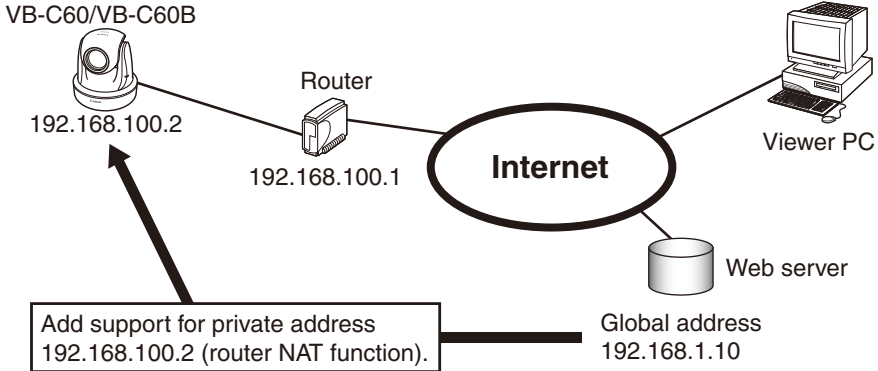 VB-C60/VB-C60B
192.168.100.2
Router
192.168.100.1
Internet
Viewer PC
Web server
Global address
192.168.1.10
Add support for private address
192.168.100.2 (router NAT function).